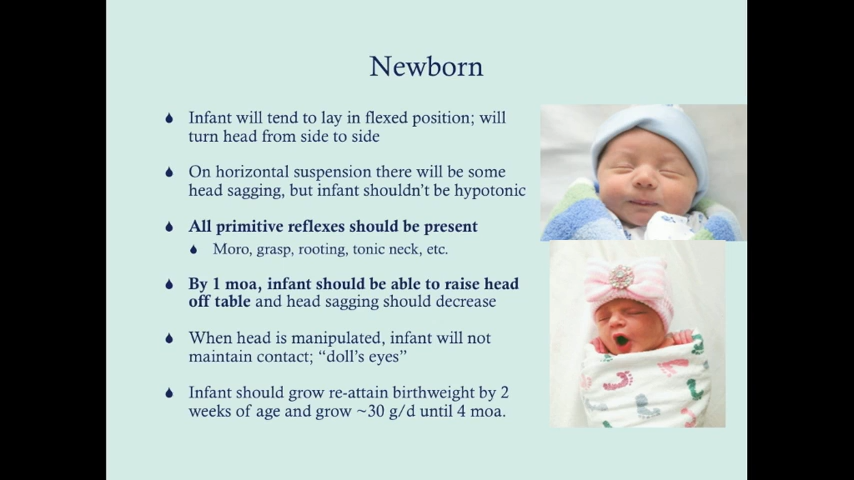 Newborn
Infant will tend to lay in flexed position; will
turn head from side to side
On horizontal suspension there will be some
head sagging, but infant shouldn't be hypotonic
All primitive reflexes should be present
Moro, grasp, rooting, tonic neck, etc.
By 1 moa, infant should be able to raise head
off table and head sagging should decrease
When head is manipulated, infant will not
maintain contact; “doll's eyes”
Infant should grow re-attain birthweight by 2
weeks of age and grow ~30 g/d until 4 moa.